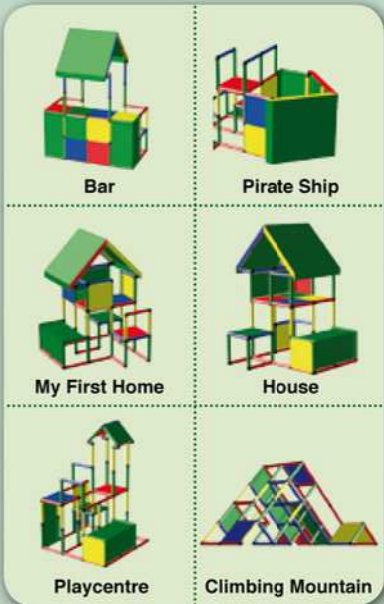 Bar
Pirate Ship
My First Home
House
Playcentre
Climbing Mountain